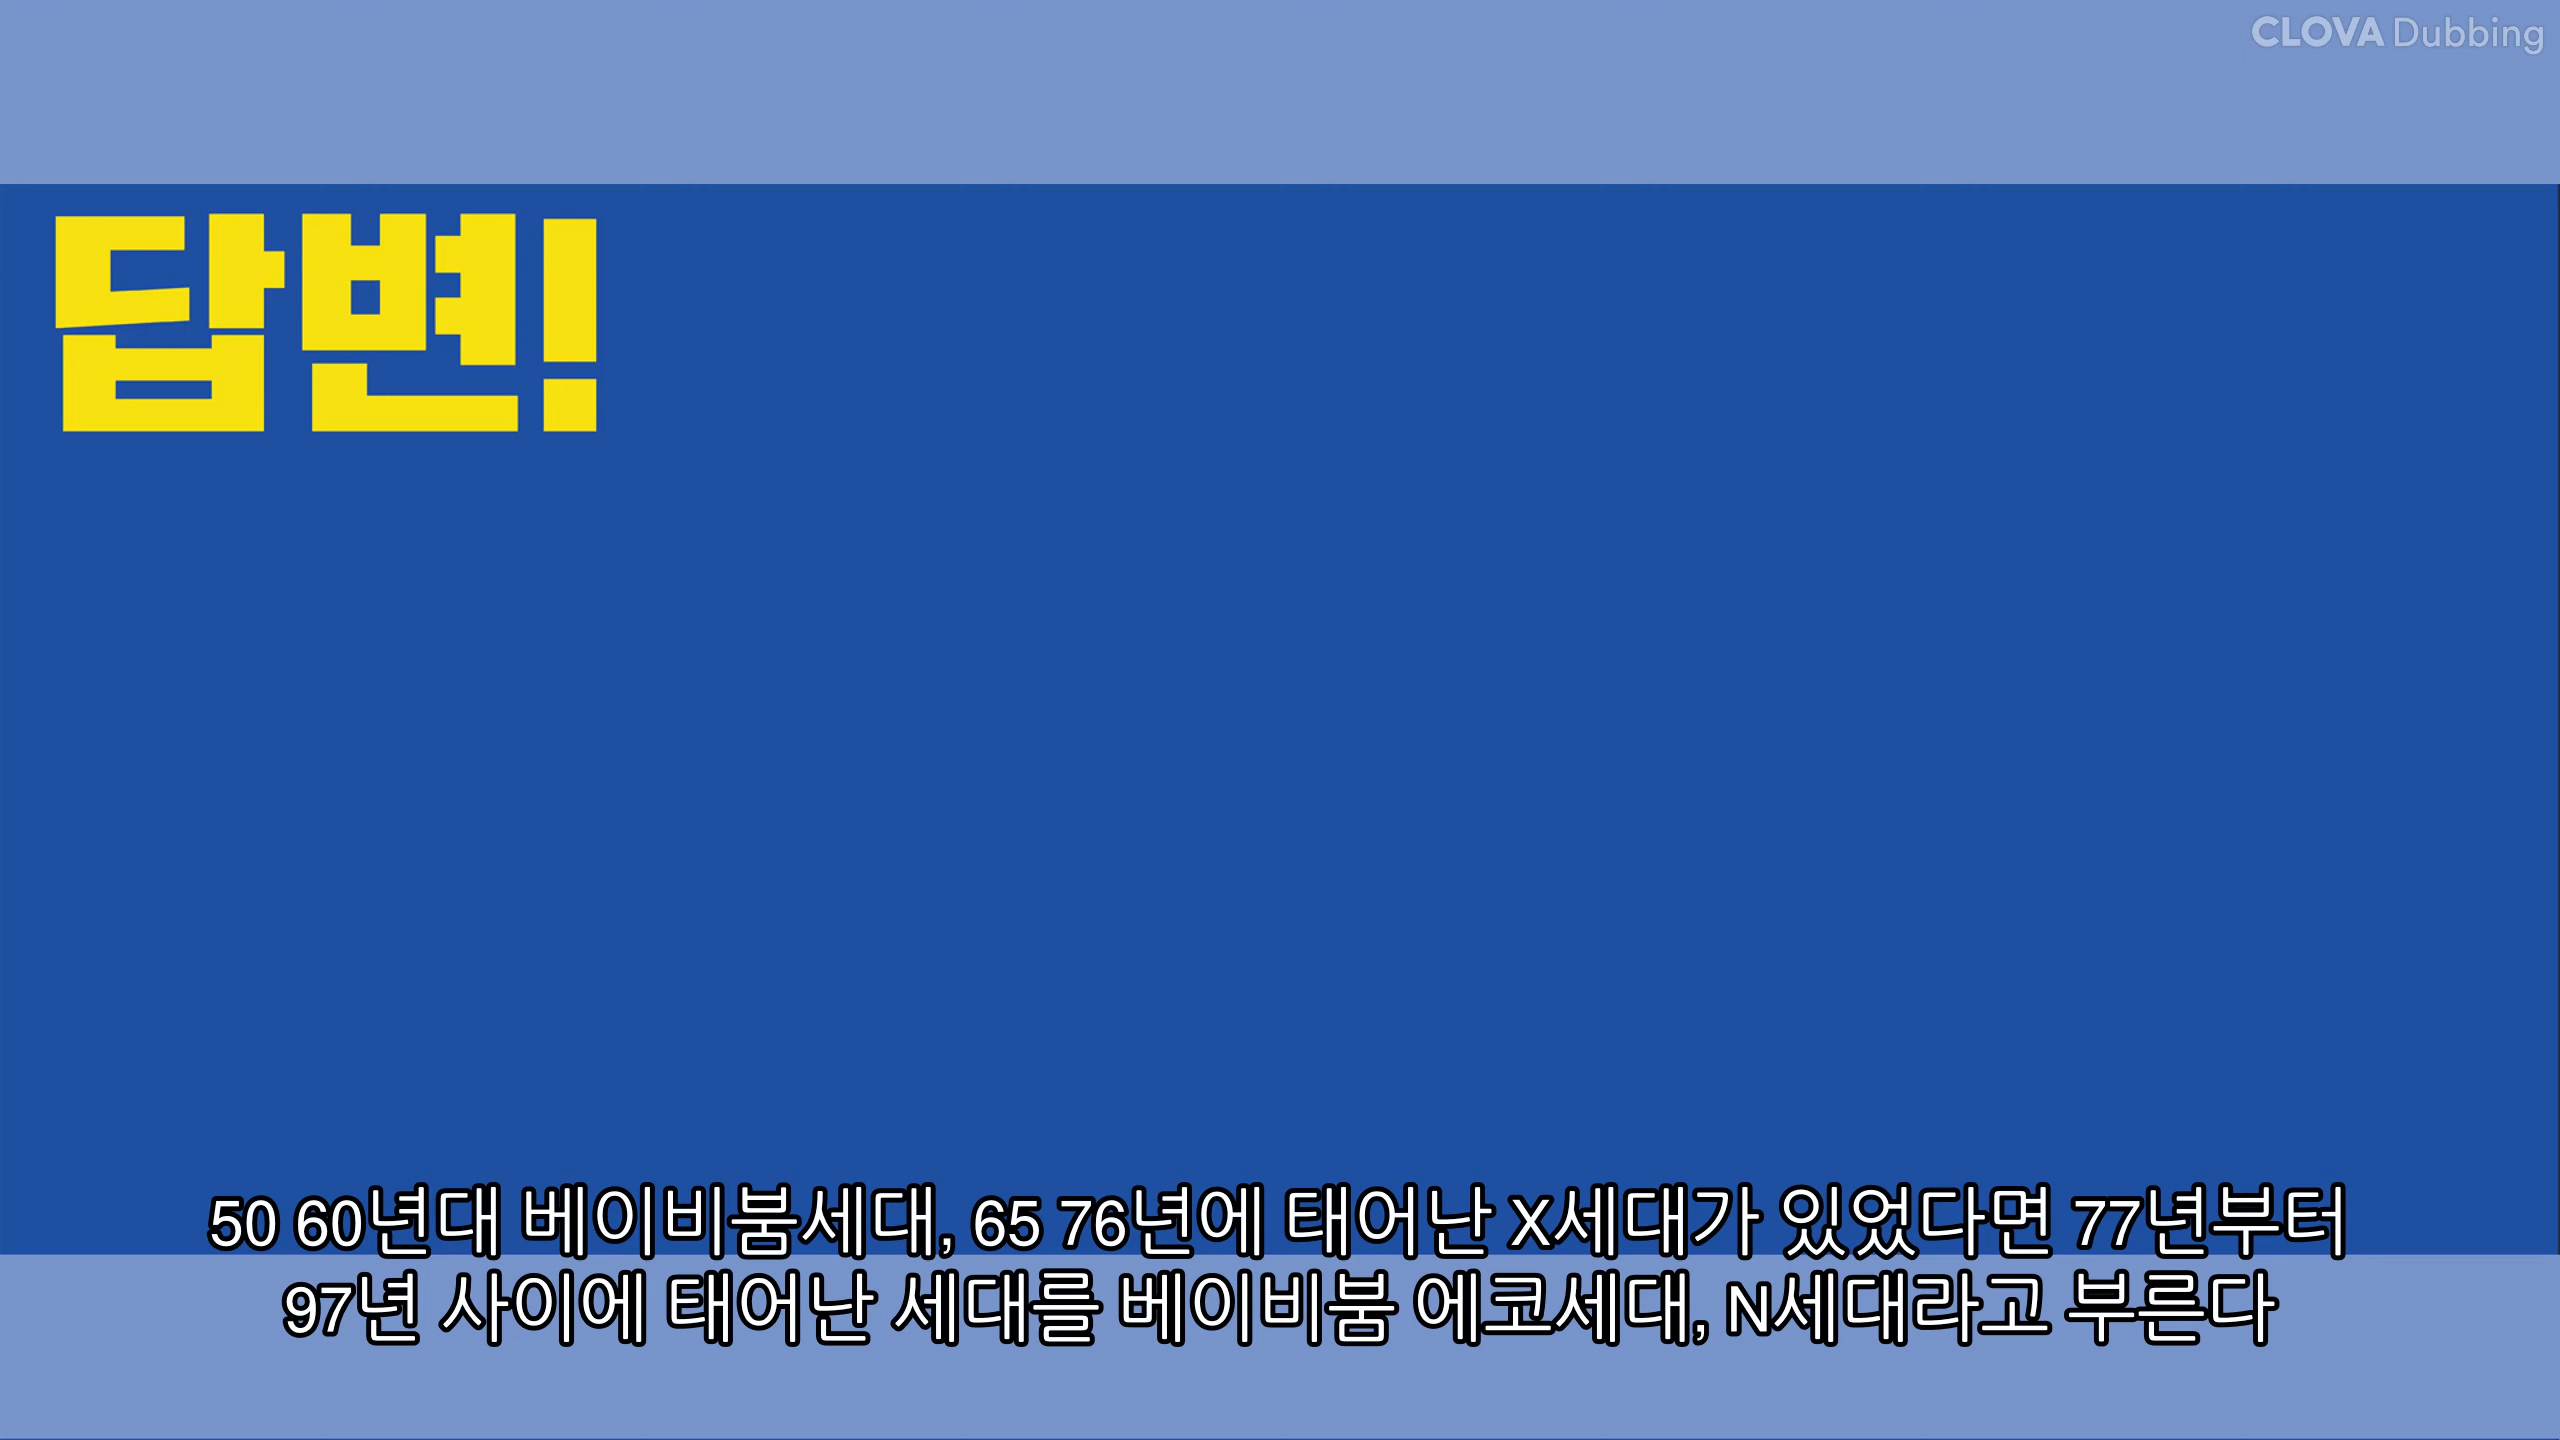 CLOVA Dubbing
답변!
50 60년대 베이비붐세대, 65 76년에 태어난 X세대가 있었다면 77년부터
97년 사이에 태어난 세대를 베이비붐 에코세대, N세대라고 부른다